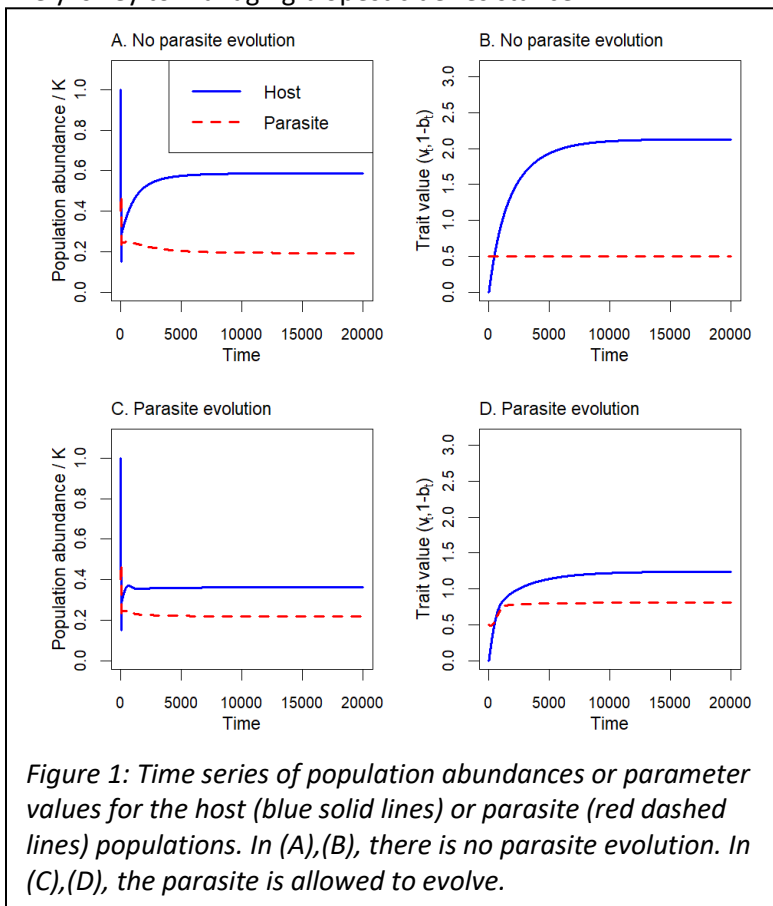 key to managing resistance
A. No parasite evolution
Population abundance / K
0.0 0.2 0.4 0.6 0.8 1.0
Host
Parasite
0 5000 10000 15000 20000
Time
B. No parasite evolution
Trait value (vt,1-bt)
0.0 0.5 1.0 1.5 2.0 2.5 3.0
0 5000 10000 15000 20000
Time
C. Parasite evolution
Population abundance / K
0.0 0.2 0.4 0.6 0.8 1.0
0 5000 10000 15000 20000
Time
D. Parasite evolution
Trait value (vt,1-bt)
0.0 0.5 1.0 1.5 2.0 2.5 3.0
0 5000 10000 15000 20000
Time
Figure 1: Time series of population abundances or parameter
values for the host (blue solid lines) or parasite (red dashed
lines) populations. In (A),(B), there is no parasite evolution. In
(C),(D), the parasite is allowed to evolve.